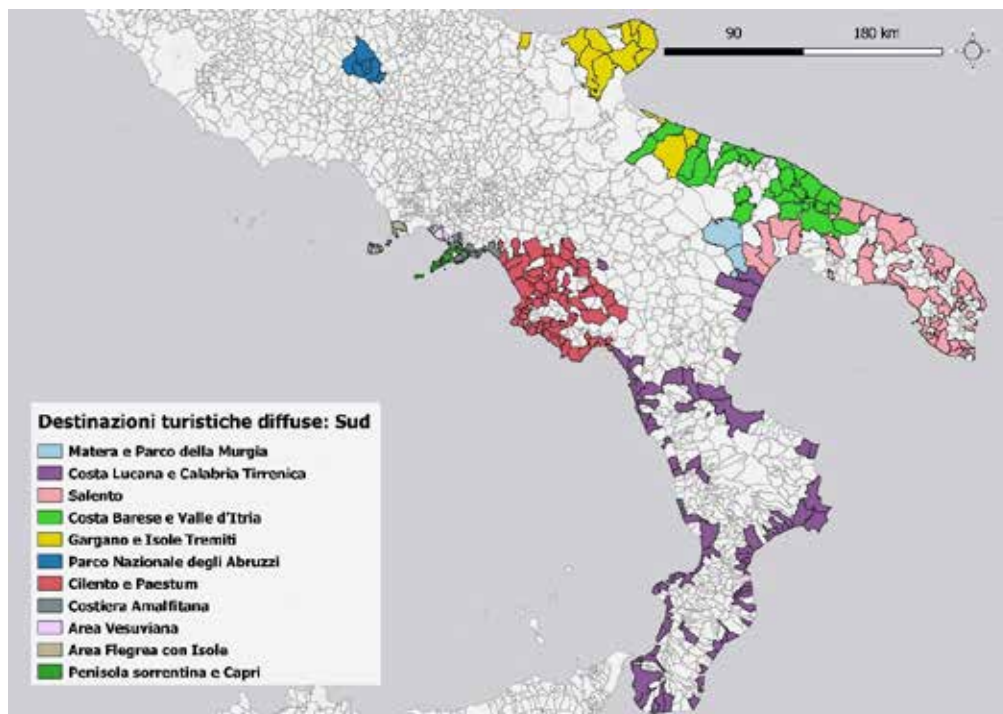 90 180 km
Destinazioni turistiche diffuse: Sud
Matera e Parco della Murgia
Costa Lucana e Calabria Tirrenica
Salento
Costa Barese e Valle d'Itria
Gargano e Isole Tremiti
Parco Nazionale degli Abruzzi
Cilento e Paestum
Costiera Amalfitana
Area Vesuviana
Area Flegrea con Isole
Penisola sorrentina e Capri